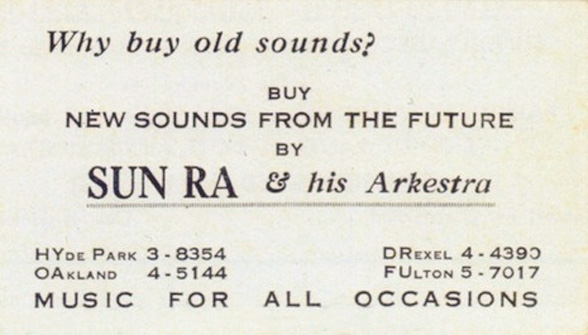 Why buy old sounds?
BUY
NEW SOUNDS FROM THE FUTURE
BY
SUN RA & his Arkestra
HYDE PARK 3-8354
DREXEL 4-4390
OAKLAND 4-5144
FULTON 5-7017
MUSIC FOR ALL OCCASIONS